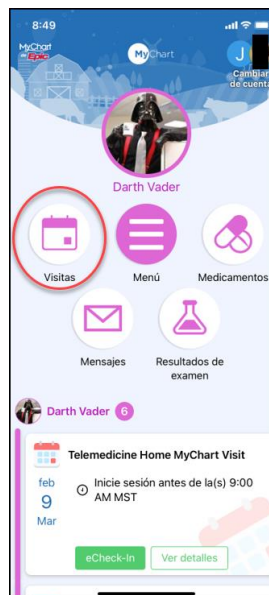 8:49
MyChart
by Epic
MyChart
J
Cambiar
de cuenta
Darth Vader
Visitas
Menú
Medicamentos
Mensajes
Resultados de
examen
Darth Vader 6
Telemedicine Home MyChart Visit
feb
9
Mar
Inicie sesión antes de la(s) 9:00
AM MST
eCheck-In
Ver detalles